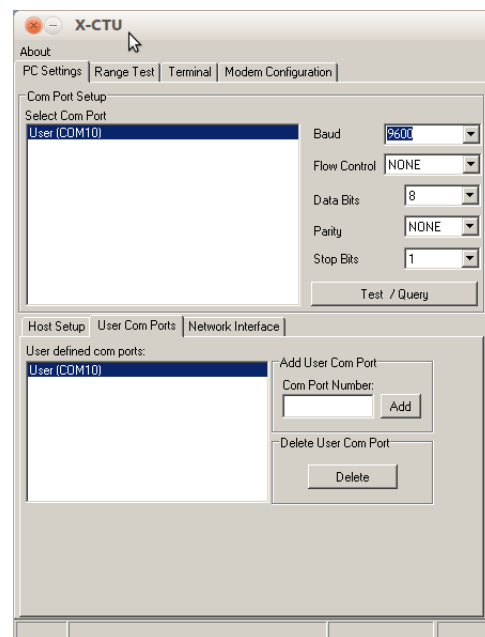 X-CTU
About
PC Settings Range Test Terminal Modem Configuration
Com Port Setup
Select Com Port
User (COM10)
Baud 9600
Flow Control NONE
Data Bits 8
Parity NONE
Stop Bits 1
Test / Query
Host Setup User Com Ports Network Interface
User defined com ports:
User (COM10)
Add User Com Port
Com Port Number:
Add
Delete User Com Port
Delete